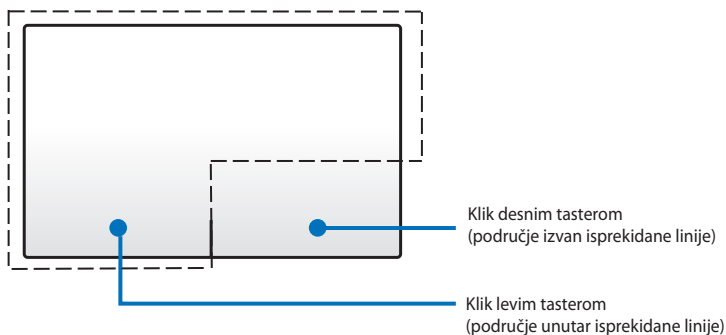 Klik desnim tasterom
(područje izvan isprekidane linije)
Klik levim tasterom
(područje unutar isprekidane linije)